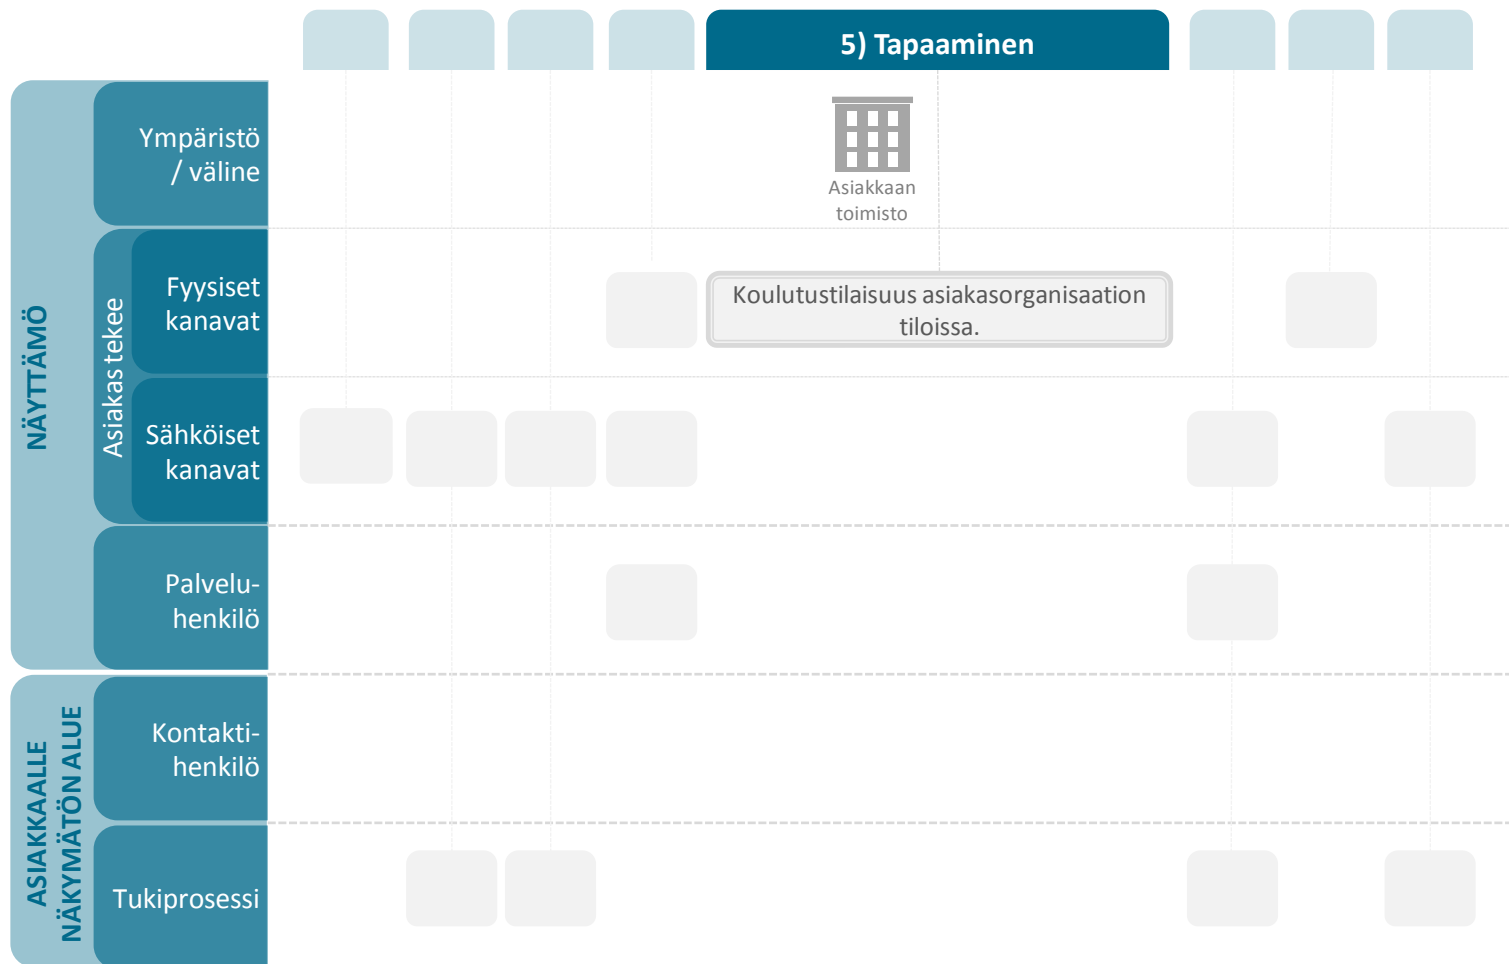 5) Tapaaminen
NÄYTTÄMÖ
Ympäristö
/ väline
Asiakkaan
toimisto
Asiakas tekee
Fyysiset
kanavat
Koulutustilaisuus asiakasorganisaation
tiloissa.
Sähköiset
kanavat
Palvelu-
henkilö
ASIAKKAALLE
NÄKYMÄTÖN ALUE
Kontakti-
henkilö
Tukiprosessi